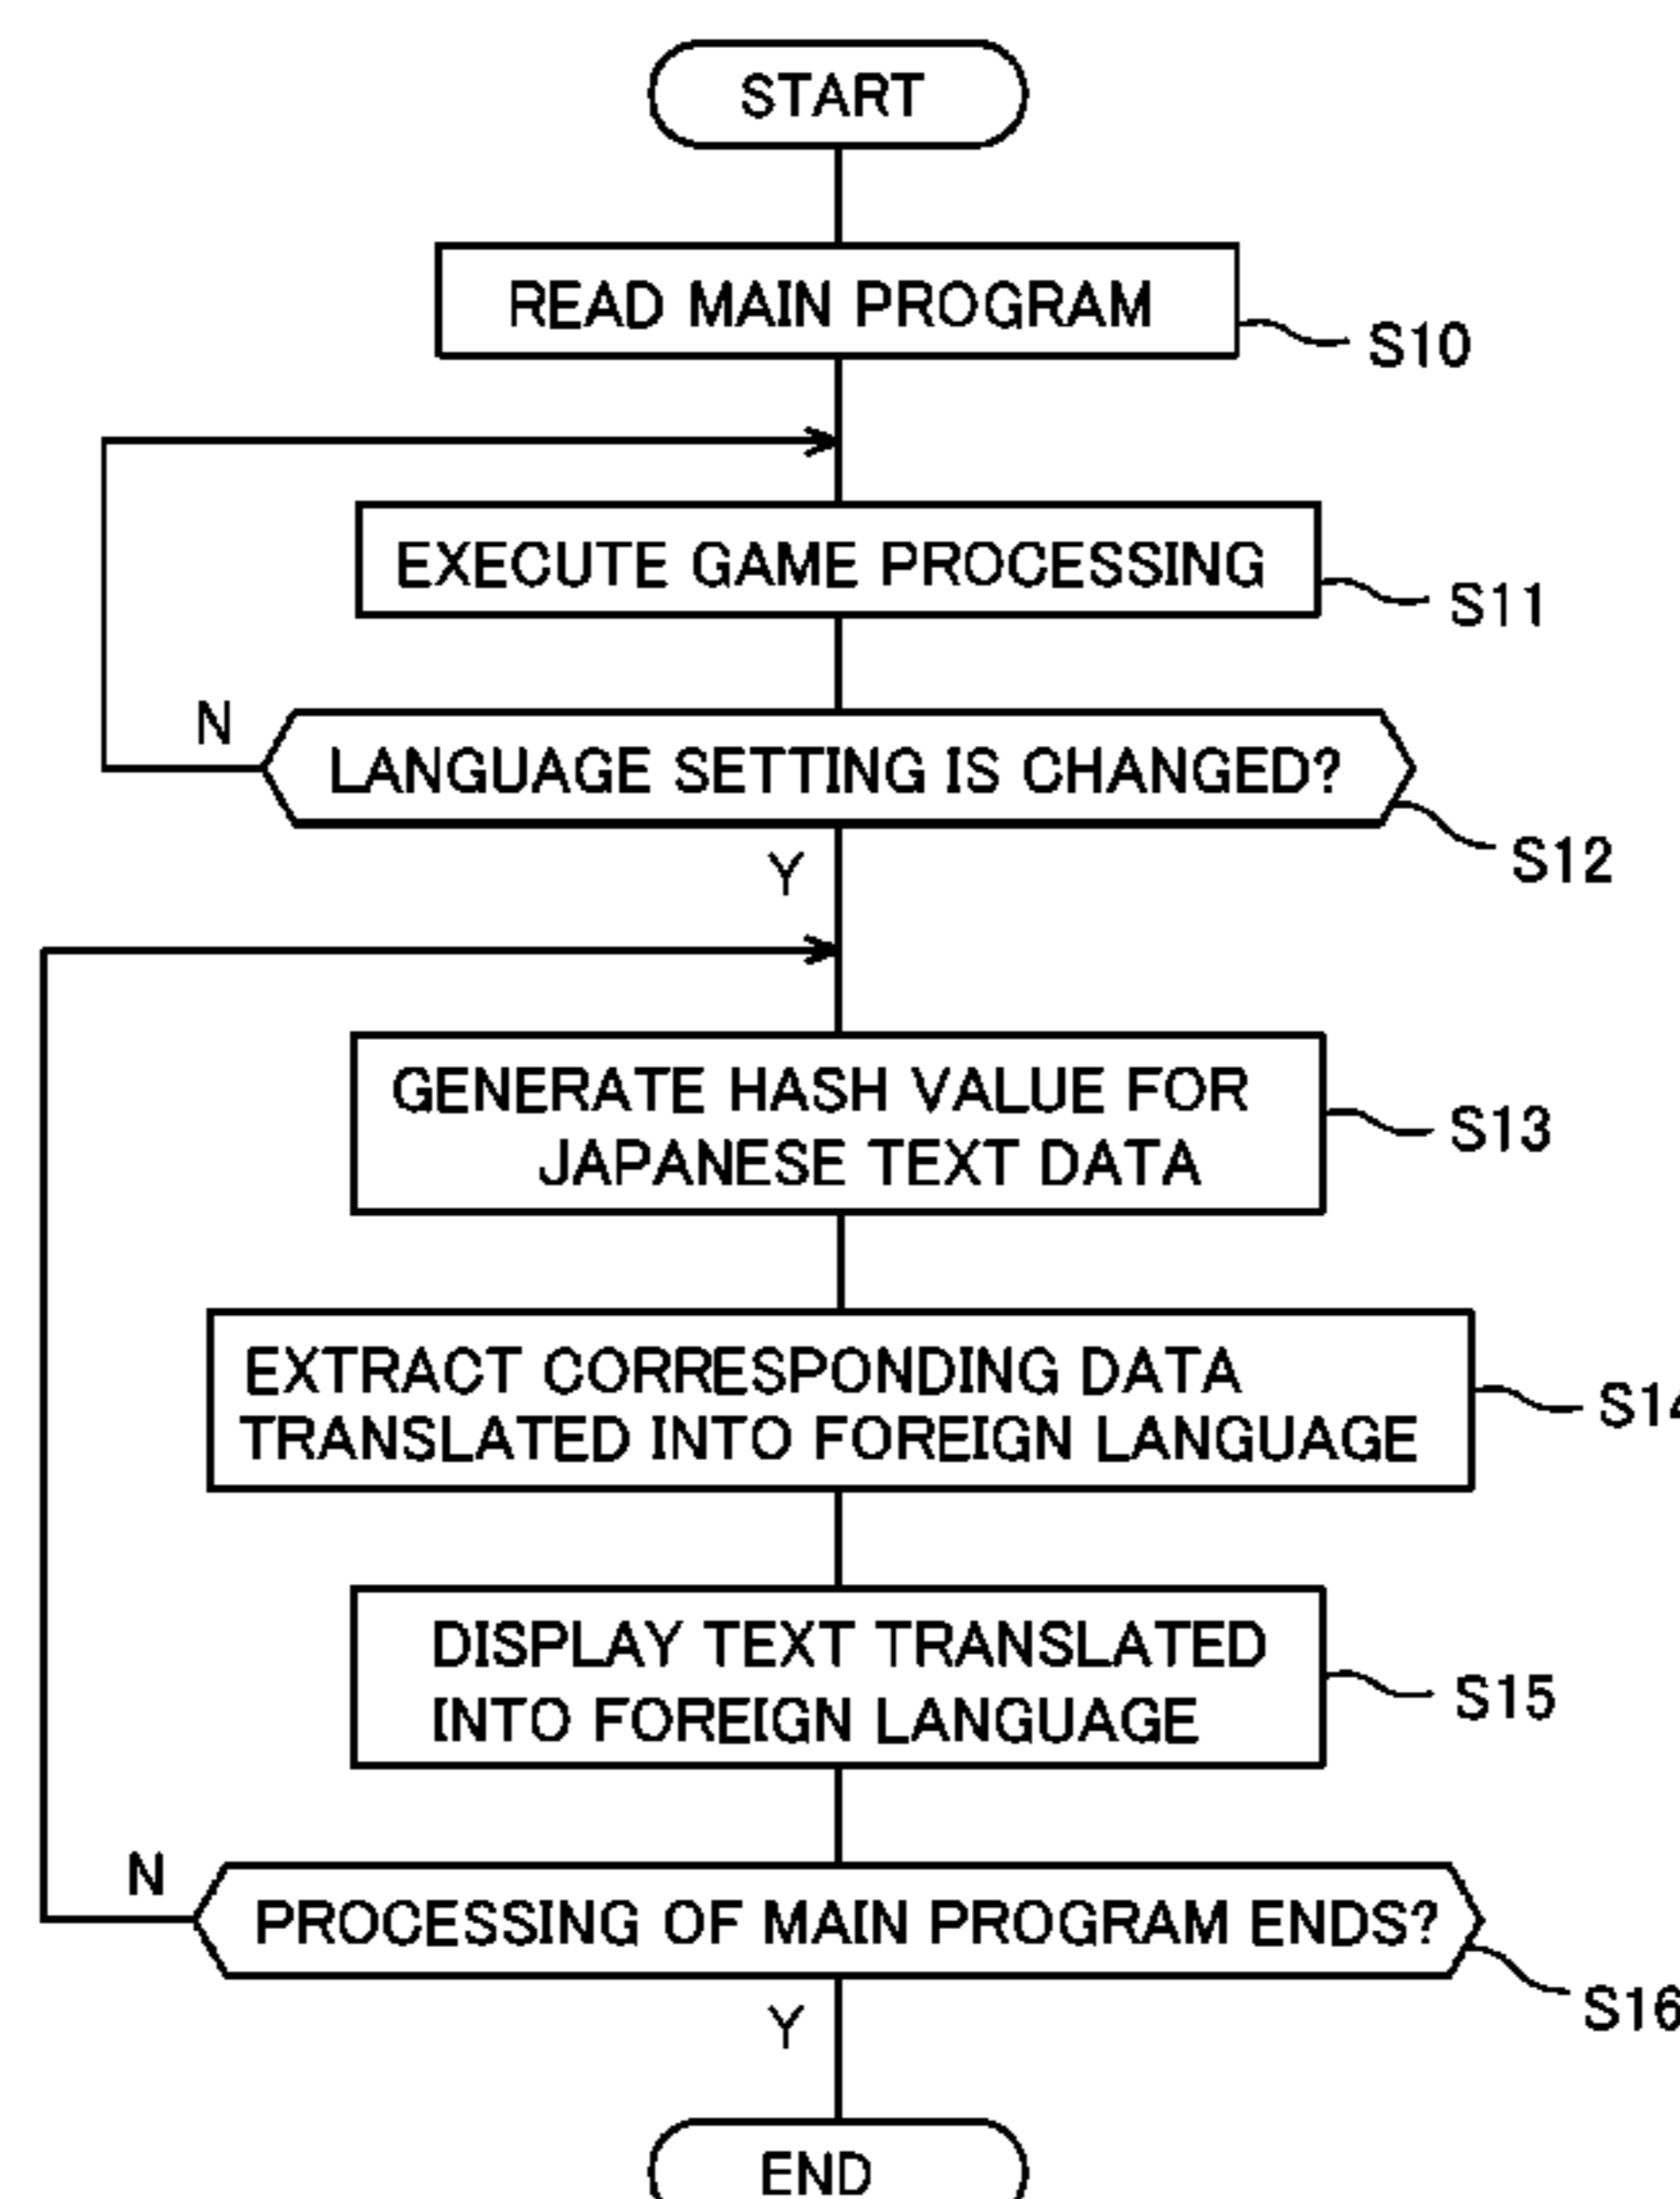 START
READ MAIN PROGRAM
S10
EXECUTE GAME PROCESSING
S11
N
LANGUAGE SETTING IS CHANGED?
S12
Y
GENERATE HASH VALUE FOR
JAPANESE TEXT DATA
S13
EXTRACT CORRESPONDING DATA
TRANSLATED INTO FOREIGN LANGUAGE
S14
DISPLAY TEXT TRANSLATED
INTO FOREIGN LANGUAGE
S15
N
PROCESSING OF MAIN PROGRAM ENDS?
S16
Y
END